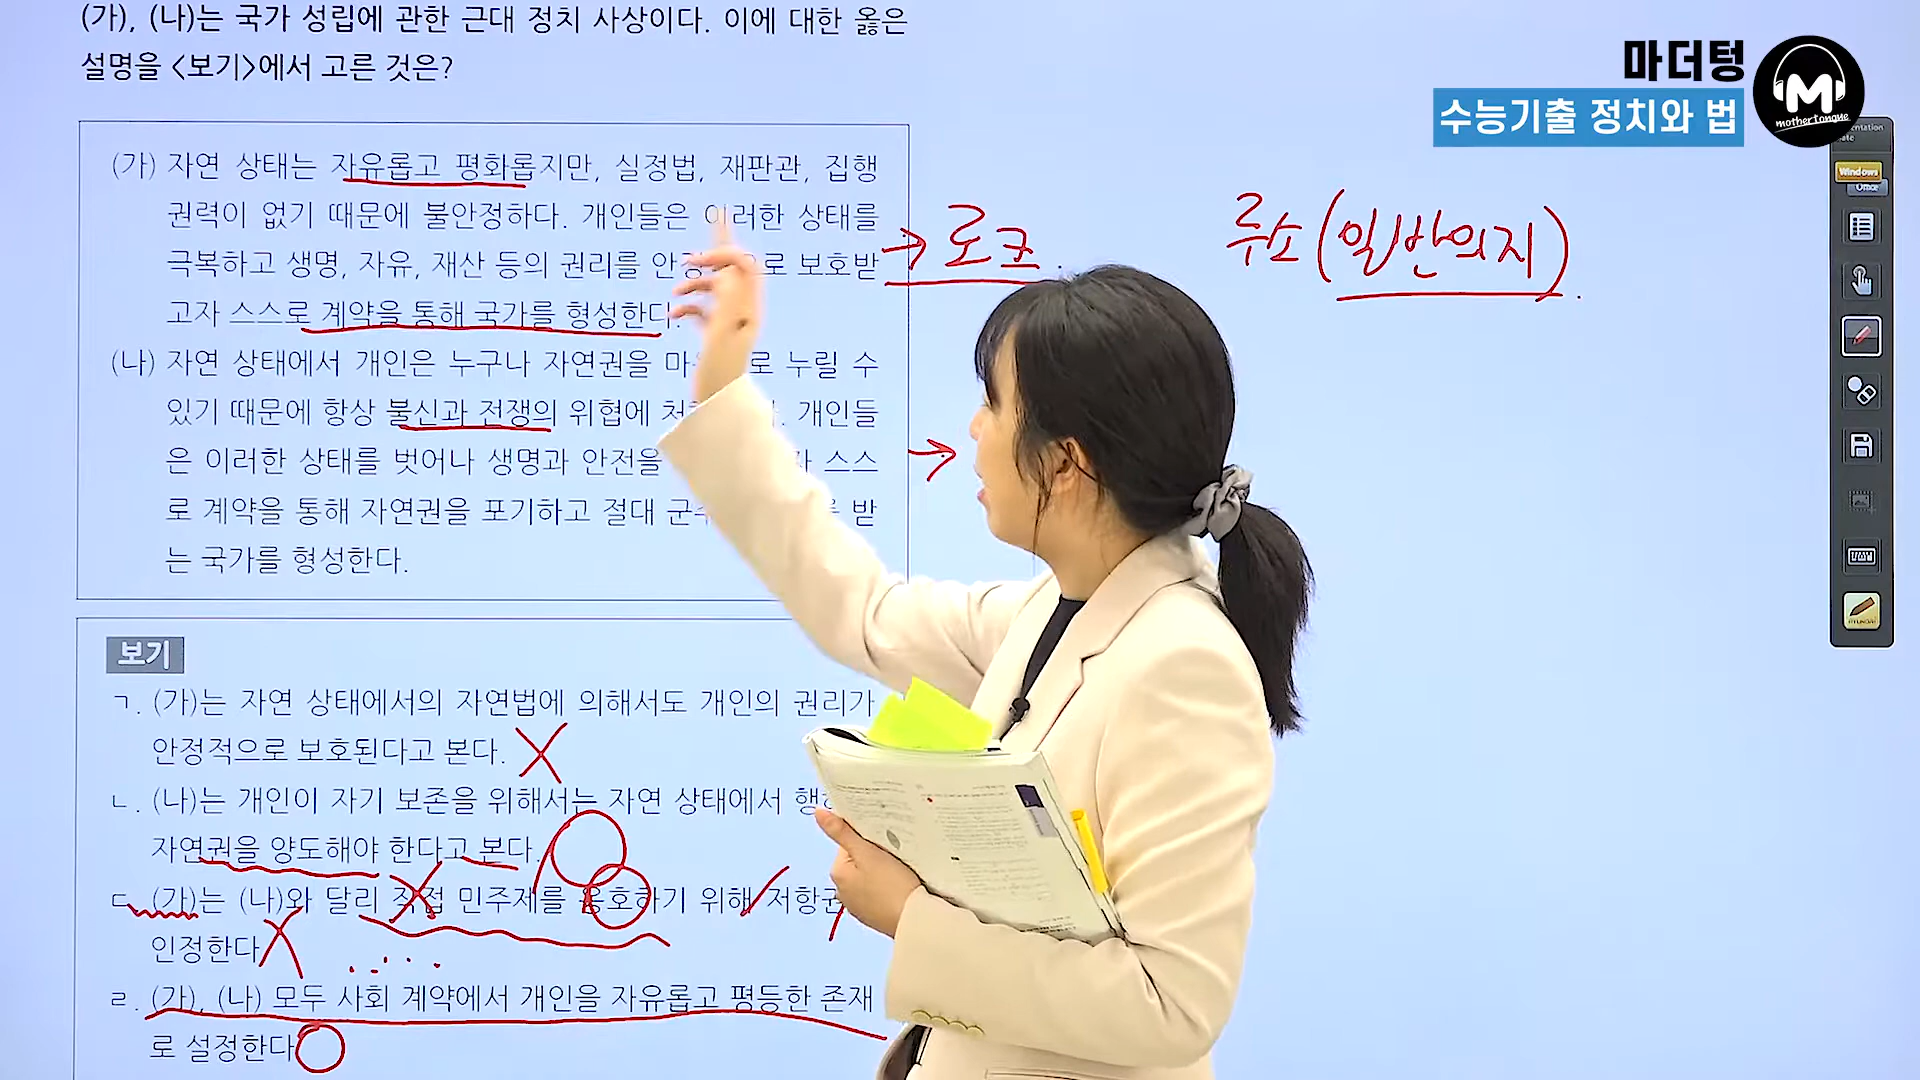 (가), (나)는 국가 성립에 관한 근대 정치 사상이다. 이에 대한 옳은
설명을 <보기>에서 고른 것은?
(가) 자연 상태는 자유롭고 평화롭지만, 실정법, 재판관, 집행
권력이 없기 때문에 불안정하다. 개인들은 이러한 상태를
극복하고 생명, 자유, 재산 등의 권리를 보호받
고자 스스로 계약을 통해 국가를 형성한다.
(나) 자연 상태에서 개인은 누구나 자연권을 누릴 수
있기 때문에 항상 불신과 전쟁의 위협에 개인들
은 이러한 상태를 벗어나 생명과 안전을 스스
로 계약을 통해 자연권을 포기하고 절대 받
는 국가를 형성한다.
보기
ㄱ. (가)는 자연 상태에서의 자연법에 의해서도 개인의 권리가
안정적으로 보호된다고 본다.
ㄴ. (나)는 개인이 자기 보존을 위해서는 자연 상태에서
자연권을 양도해야 한다고 본다.
ㄷ. (가)는 (나)와 달리 직접 민주제를 옹호하기 위해
인정한다
ㄹ. (가), (나) 모두 사회 계약에서 개인을 자유롭고 평등한 존재
로 설정한다
→ 로크.
루소 (일반의지).
마더텅
수능기출 정치와 법
M
mothertongue
Windows
Office